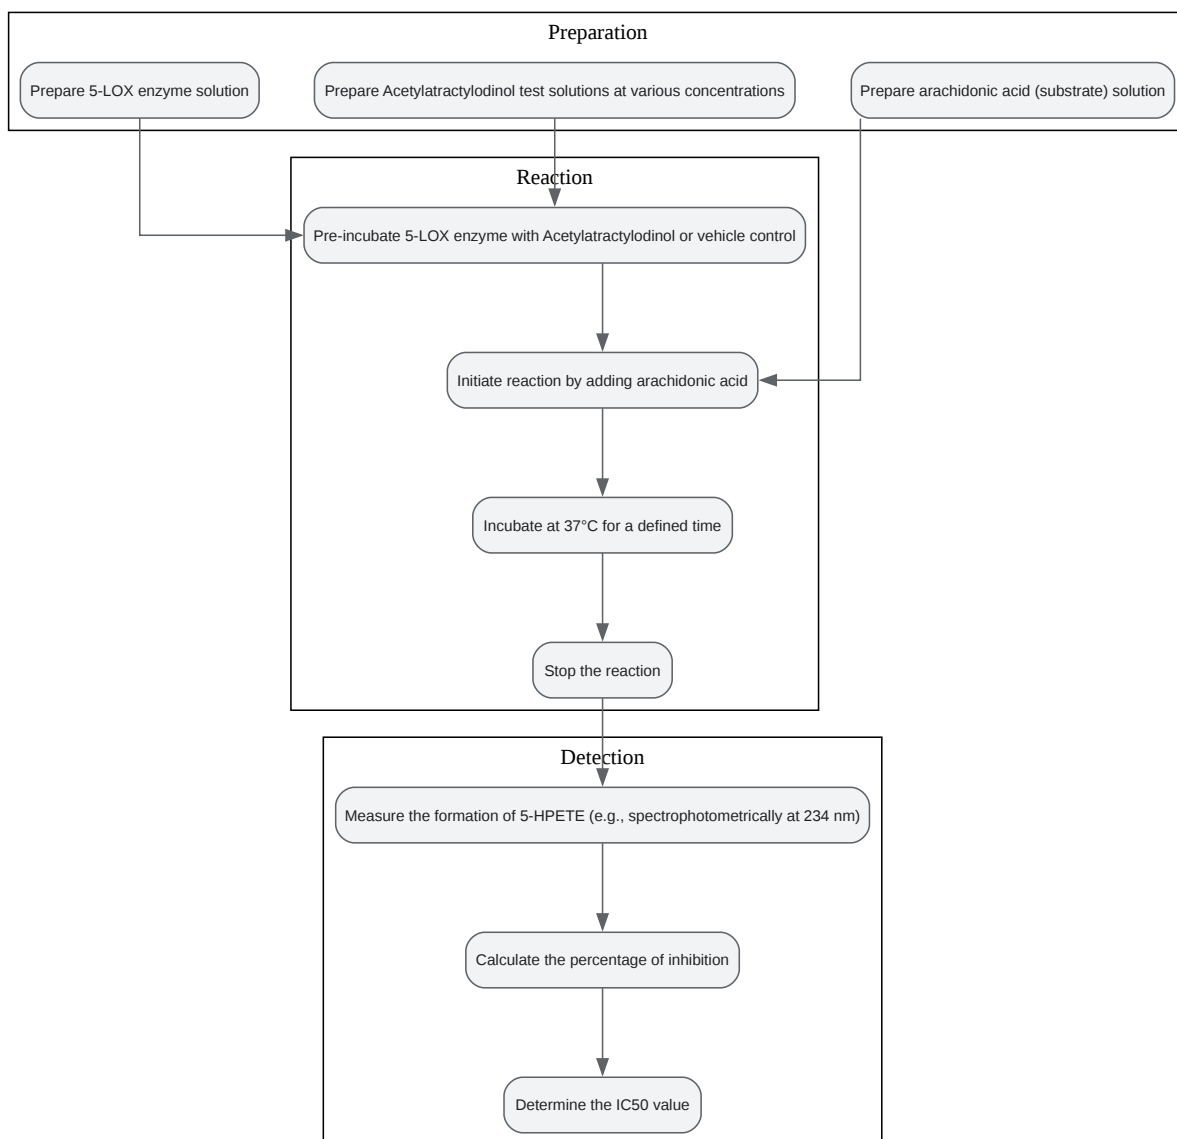 Preparation
Prepare 5-LOX enzyme solution
Prepare Acetylatractylodinol test solutions at various concentrations
Prepare arachidonic acid (substrate) solution
Reaction
Pre-incubate 5-LOX enzyme with Acetylatractylodinol or vehicle control
Initiate reaction by adding arachidonic acid
Incubate at 37°C for a defined time
Stop the reaction
Detection
Measure the formation of 5-HPETE (e.g., spectrophotometrically at 234 nm)
Calculate the percentage of inhibition
Determine the IC50 value